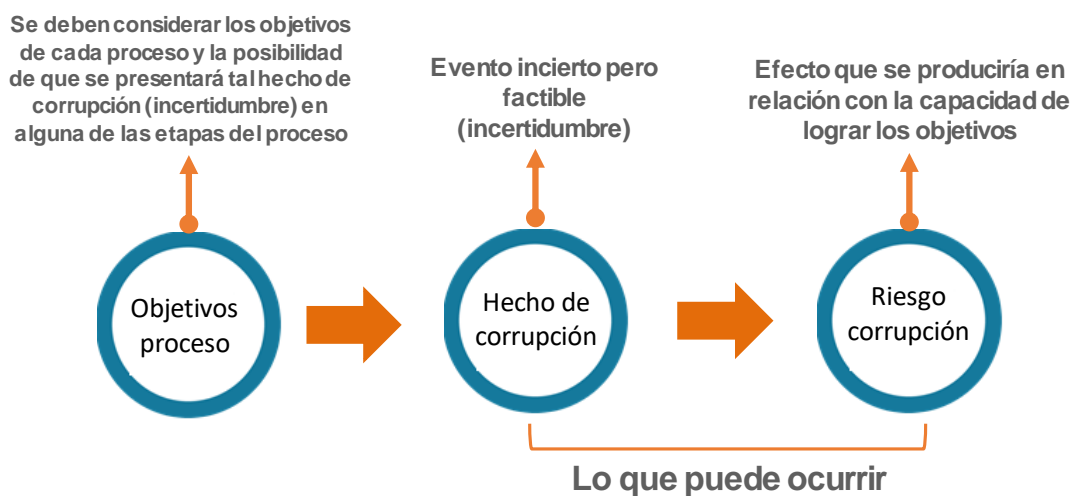 Se deben considerar los objetivos
de cada proceso y la posibilidad
de que se presentará tal hecho de
corrupción (incertidumbre) en
alguna de las etapas del proceso
Evento incierto pero
factible
(incertidumbre)
Efecto que se produciría en
relación con la capacidad de
lograr los objetivos
Objetivos
proceso
Hecho de
corrupción
Riesgo
corrupción
Lo que puede ocurrir